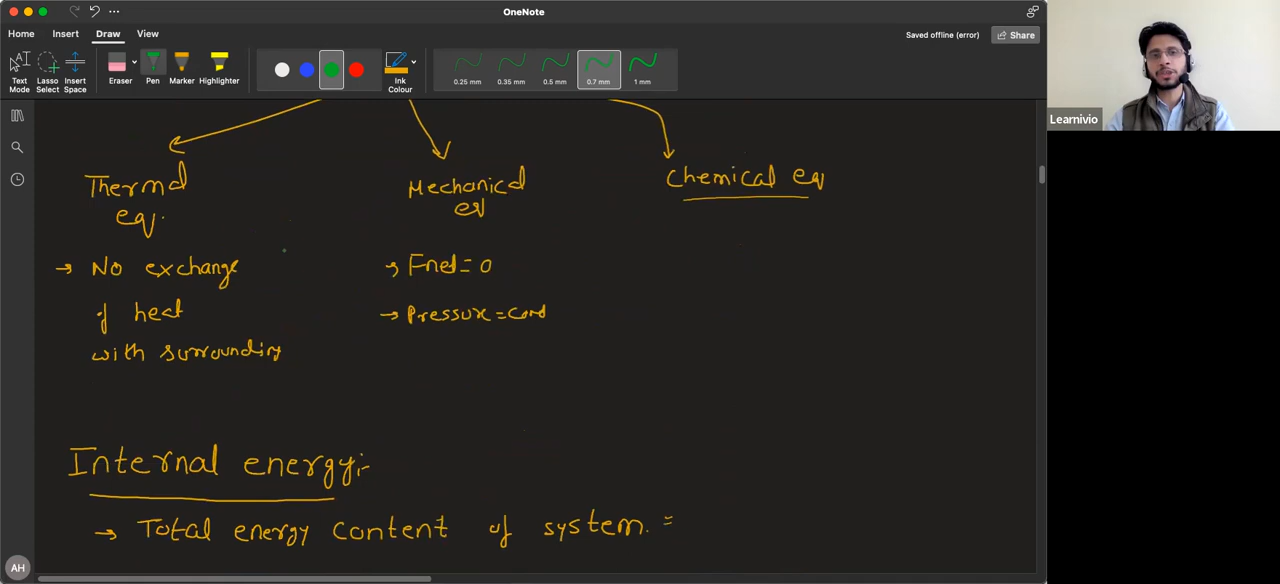 OneNote
Home Insert Draw View
Saved offline (error) Share
Text Mode
Lasso Select
Insert Space
Eraser
Pen
Marker
Highlighter
Ink Colour
0.25 mm 0.35 mm 0.5 mm 0.7 mm 1 mm
Learnivio
Thermal eq.
→ No exchange
of heat
with surrounding
Mechanical eq
→ Fnet = 0
→ Pressure = const
Chemical eq
Internal energy:-
→ Total energy content of system. =
AH